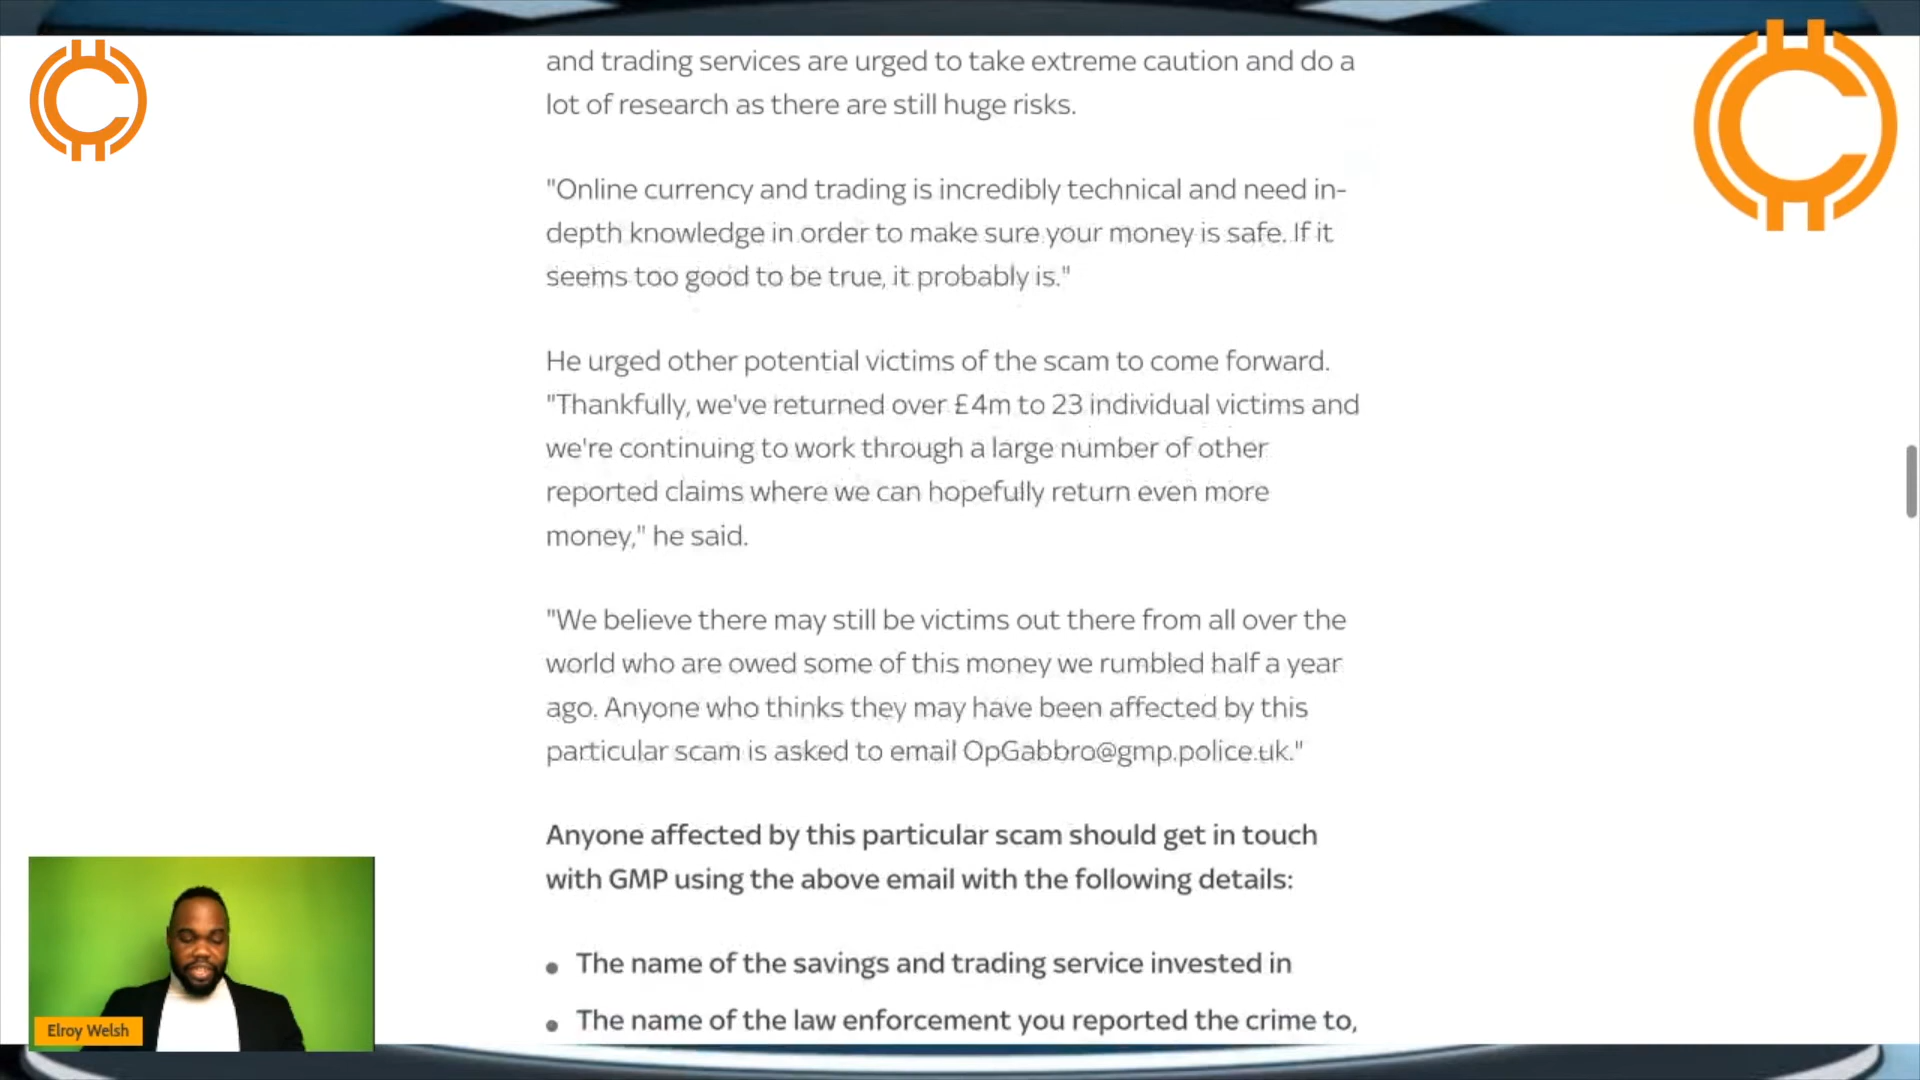 and trading services are urged to take extreme caution and do a
lot of research as there are still huge risks.
"Online currency and trading is incredibly technical and need in-
depth knowledge in order to make sure your money is safe. If it
seems too good to be true, it probably is."
He urged other potential victims of the scam to come forward.
"Thankfully, we've returned over £4m to 23 individual victims and
we're continuing to work through a large number of other
reported claims where we can hopefully return even more
money," he said.
"We believe there may still be victims out there from all over the
world who are owed some of this money we rumbled half a year
ago. Anyone who thinks they may have been affected by this
particular scam is asked to email OpGabbro@gmp.police.uk."
Anyone affected by this particular scam should get in touch
with GMP using the above email with the following details:
• The name of the savings and trading service invested in
• The name of the law enforcement you reported the crime to,
Elroy Welsh